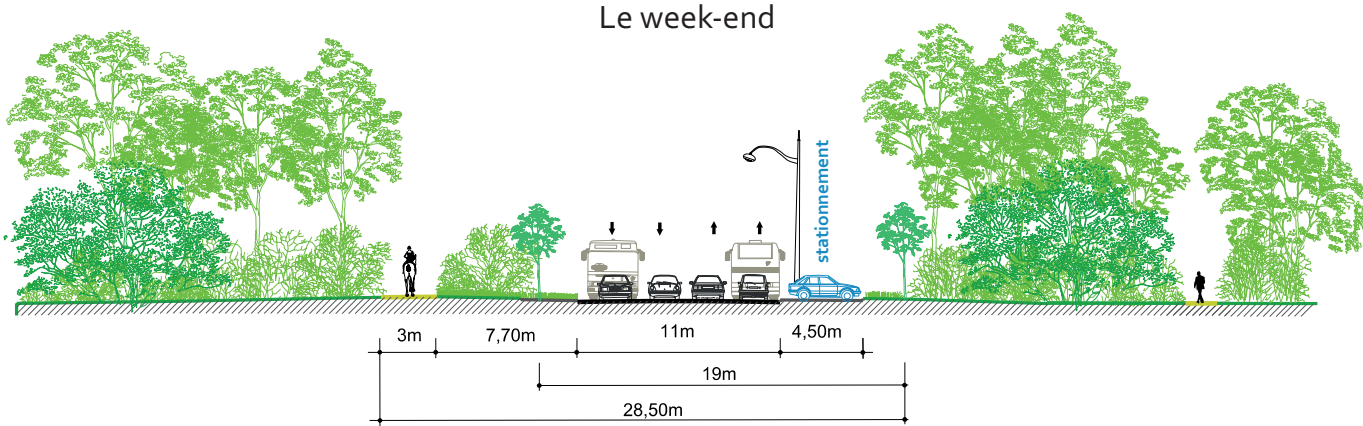 Le week-end
stationnement
3m
7,70m
11m
4,50m
19m
28,50m